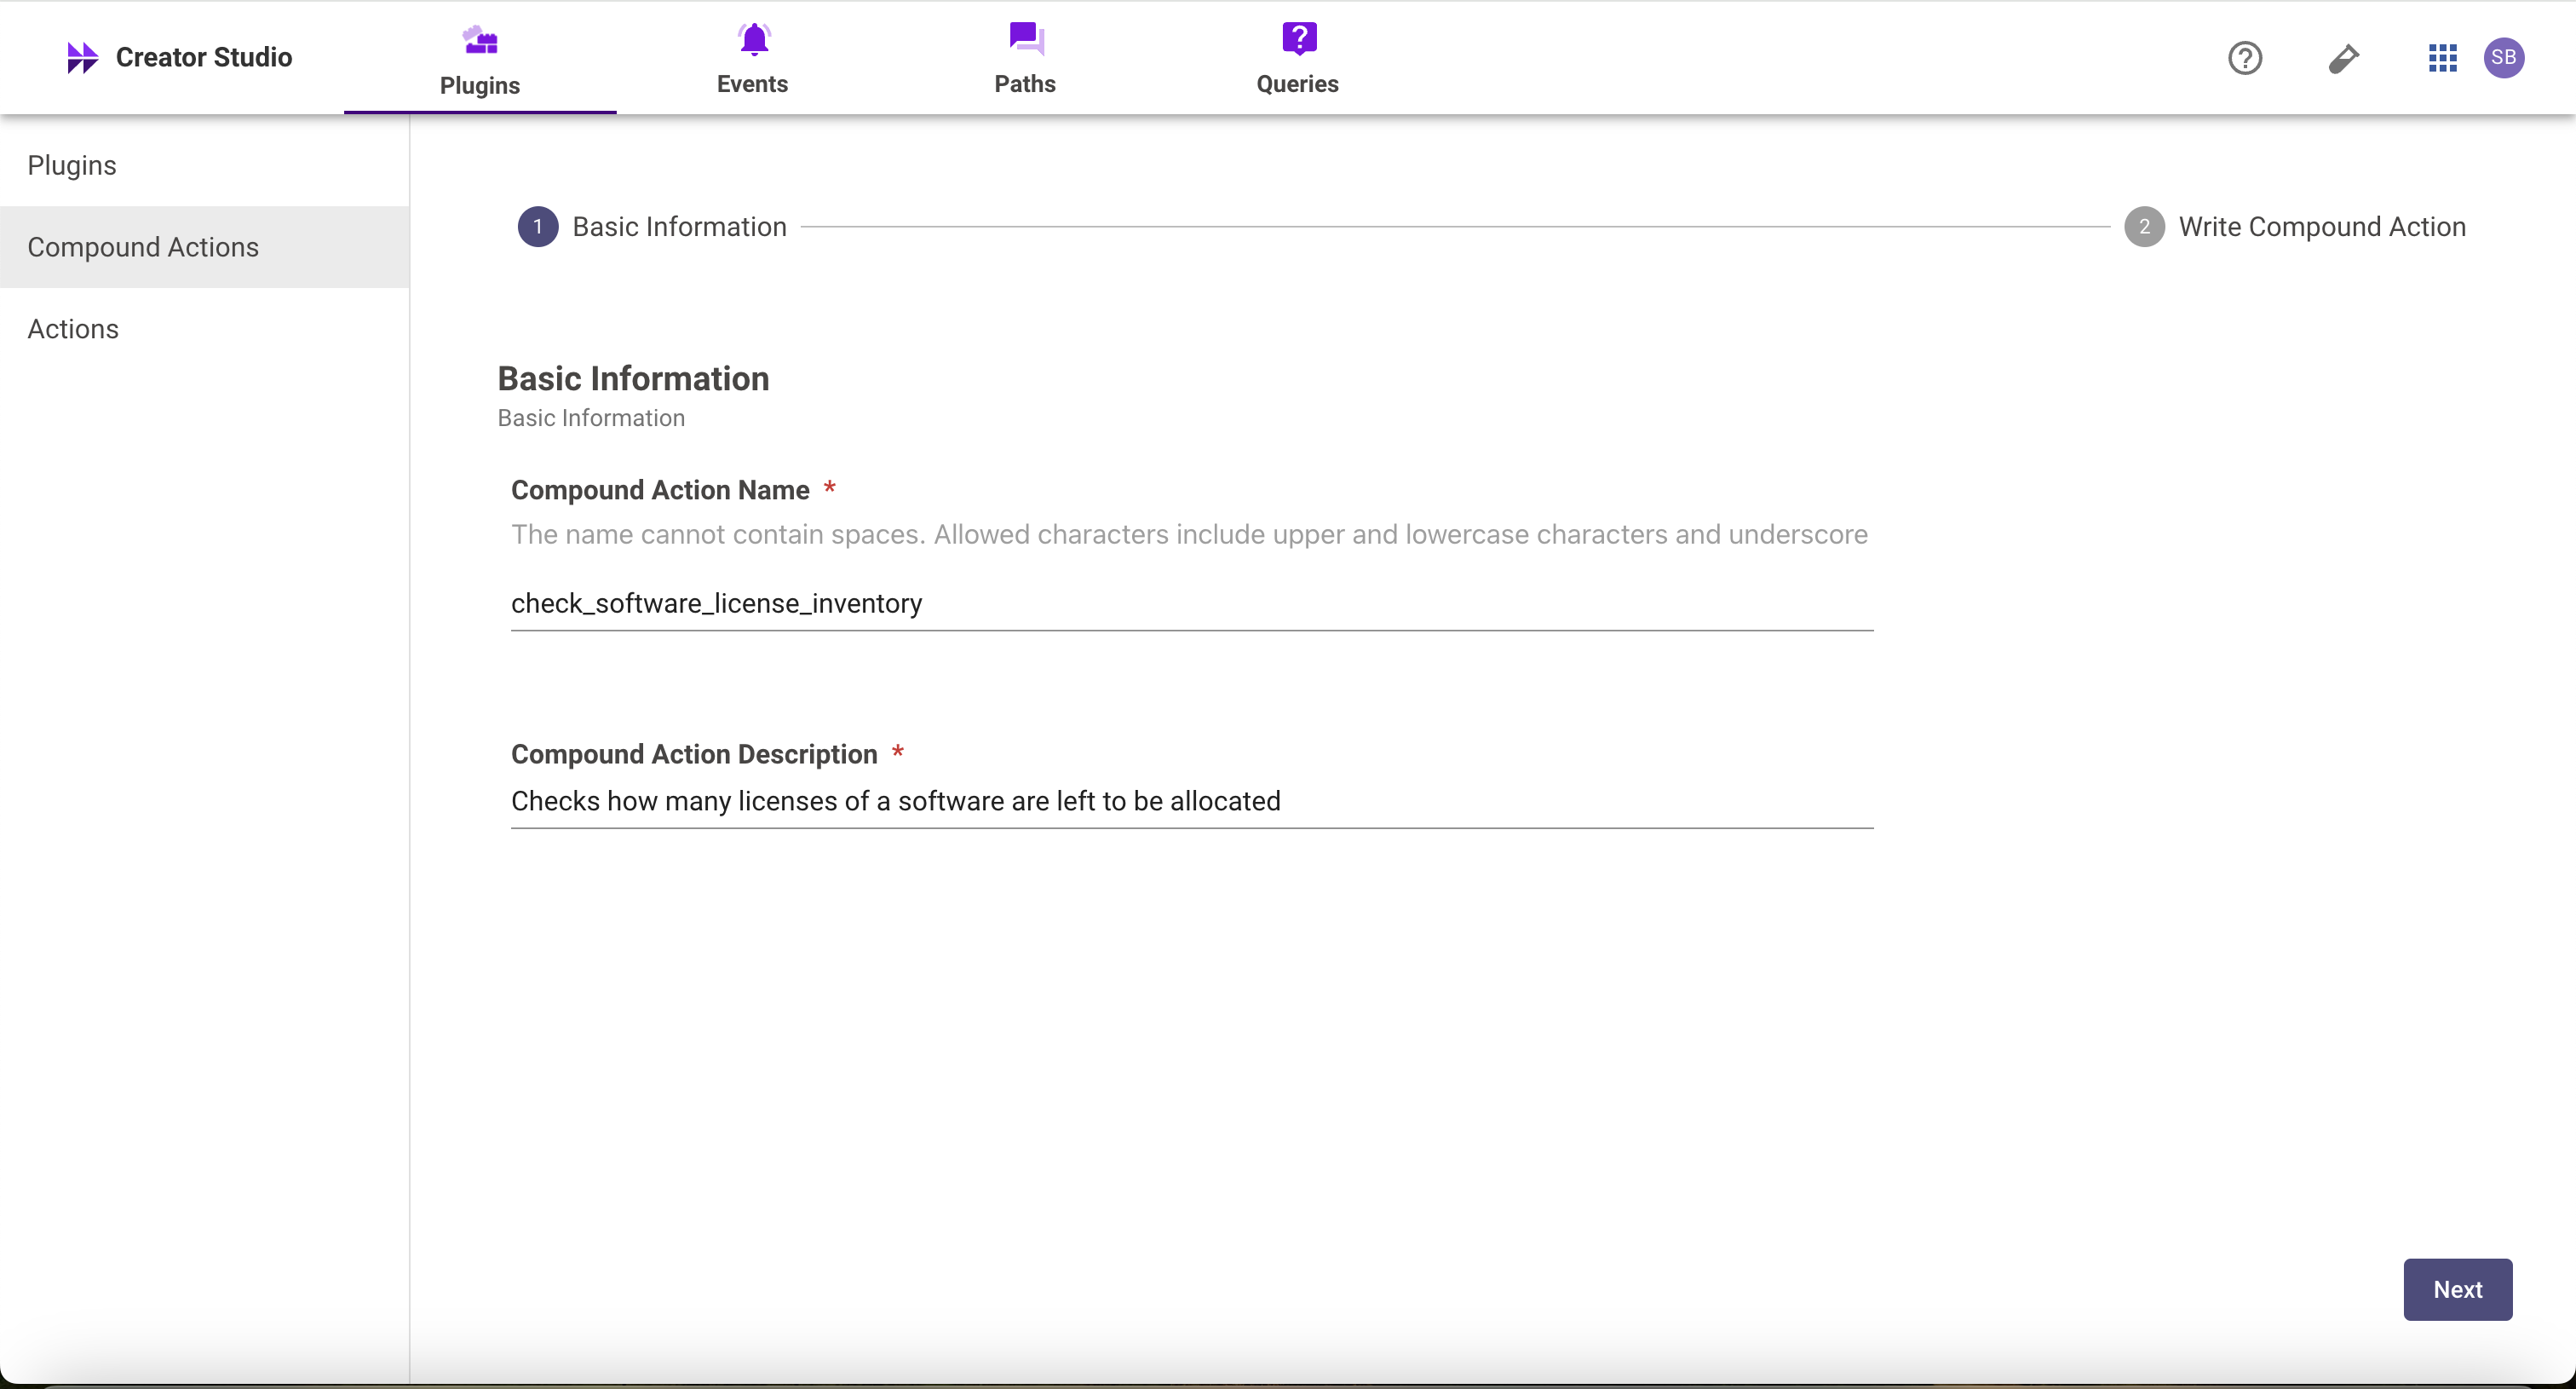 Creator Studio
Plugins
Events
Paths
?
Queries
?
SB
Plugins
Compound Actions
Actions
1 Basic Information
2 Write Compound Action
Basic Information
Basic Information
Compound Action Name *
The name cannot contain spaces. Allowed characters include upper and lowercase characters and underscore
check_software_license_inventory
Compound Action Description *
Checks how many licenses of a software are left to be allocated
Next